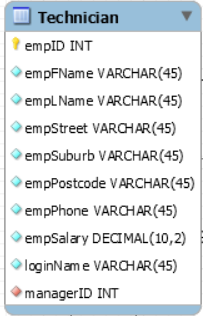 Technician
empID INT
empFName VARCHAR(45)
empLName VARCHAR(45)
empStreet VARCHAR(45)
empSuburb VARCHAR(45)
empPostcode VARCHAR(45)
empPhone VARCHAR(45)
empSalary DECIMAL(10,2)
loginName VARCHAR(45)
managerID INT